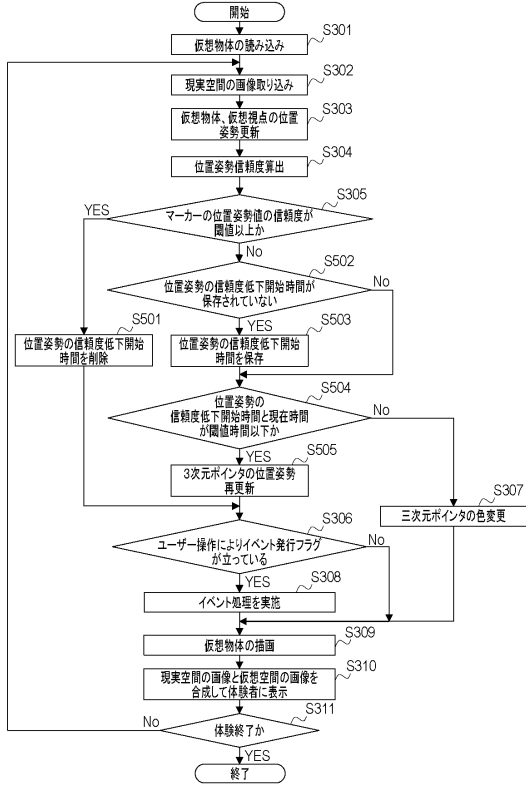 開始
S301
仮想物体の読み込み
S302
現実空間の画像取り込み
S303
仮想物体、仮想視点の位置
姿勢更新
S304
位置姿勢信頼度算出
S305
YES
マーカーの位置姿勢値の信頼度が
閾値以上か
No
S502
No
位置姿勢の信頼度低下開始時間が
保存されていない
S501
YES
S503
位置姿勢の信頼度低下開始
時間を削除
位置姿勢の信頼度低下開始
時間を保存
S504
位置姿勢の
信頼度低下開始時間と現在時間
が閾値時間以下か
No
YES
S505
3次元ポインタの位置姿勢
再更新
S307
三次元ポインタの色変更
S306
ユーザー操作によりイベント発行フラグ
が立っている
No
YES
S308
イベント処理を実施
S309
仮想物体の描画
S310
現実空間の画像と仮想空間の画像を
合成して体験者に表示
S311
No
体験終了か
YES
終了